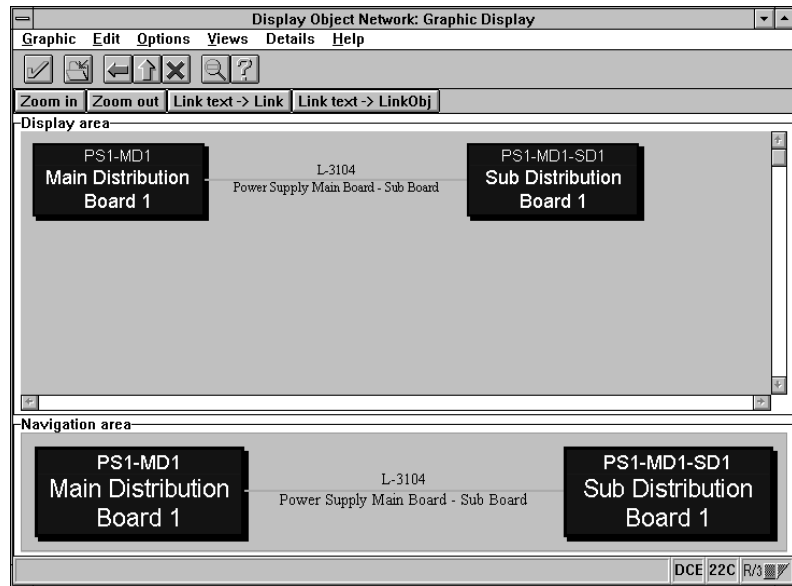 Display Object Network: Graphic Display
Graphic Edit Options Views Details Help
Zoom in Zoom out Link text -> Link Link text -> LinkObj
Display area
PS1-MD1
Main Distribution
Board 1
L-3104
Power Supply Main Board - Sub Board
PS1-MD1-SD1
Sub Distribution
Board 1
Navigation area
PS1-MD1
Main Distribution
Board 1
L-3104
Power Supply Main Board - Sub Board
PS1-MD1-SD1
Sub Distribution
Board 1
DCE 22C R/3